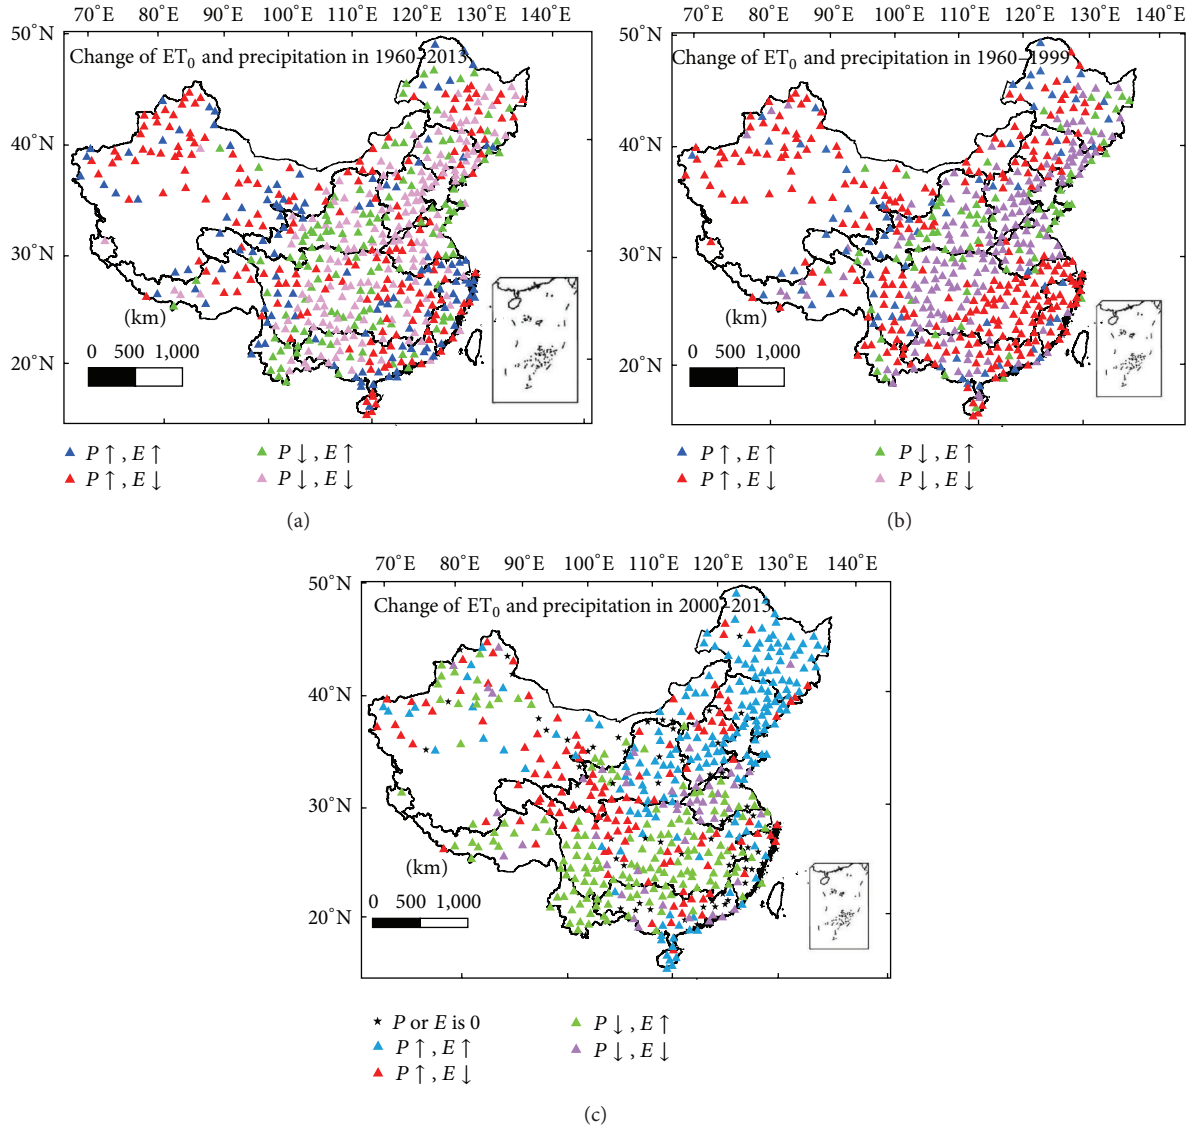 70°E 80°E 90°E 100°E 110°E 120°E 130°E 140°E
50°N
40°N
30°N
20°N
Change of ET₀ and precipitation in 1960–2013
(km)
0 500 1,000
P ↑ , E ↑
P ↑ , E ↓
P ↓ , E ↑
P ↓ , E ↓
(a)
70°E 80°E 90°E 100°E 110°E 120°E 130°E 140°E
50°N
40°N
30°N
20°N
Change of ET₀ and precipitation in 1960–1999
(km)
0 500 1,000
P ↑ , E ↑
P ↑ , E ↓
P ↓ , E ↑
P ↓ , E ↓
(b)
70°E 80°E 90°E 100°E 110°E 120°E 130°E 140°E
50°N
40°N
30°N
20°N
Change of ET₀ and precipitation in 2000–2013
(km)
0 500 1,000
P or E is 0
P ↑ , E ↑
P ↑ , E ↓
P ↓ , E ↑
P ↓ , E ↓
(c)